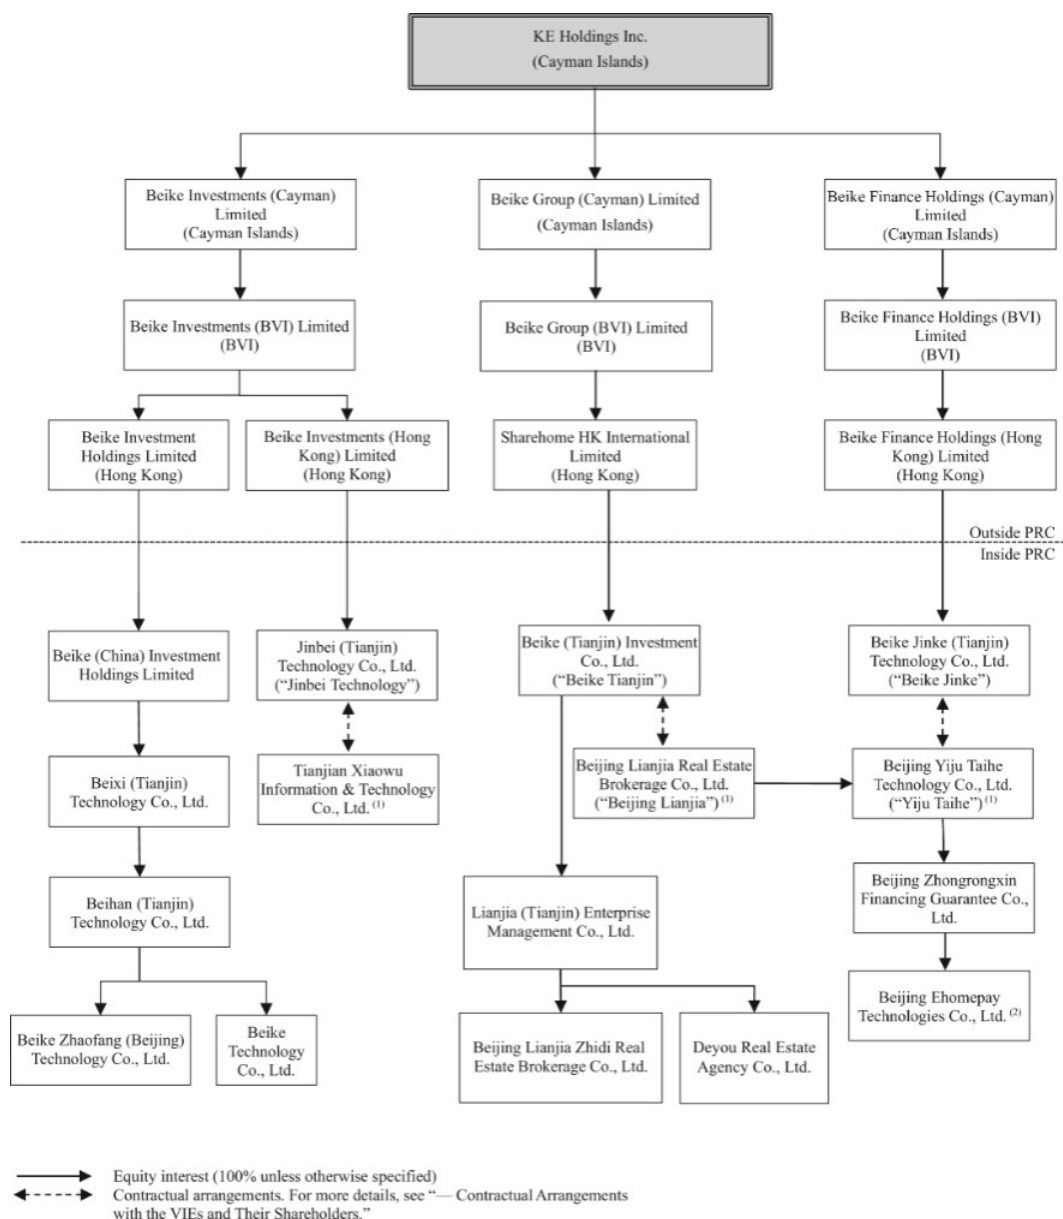 KE Holdings Inc.
(Cayman Islands)
Beike Investments (Cayman)
Limited
(Cayman Islands)
Beike Group (Cayman) Limited
(Cayman Islands)
Beike Finance Holdings (Cayman)
Limited
(Cayman Islands)
Beike Investments (BVI) Limited
(BVI)
Beike Group (BVI) Limited
(BVI)
Beike Finance Holdings (BVI)
Limited
(BVI)
Beike Investment
Holdings Limited
(Hong Kong)
Beike Investments (Hong
Kong) Limited
(Hong Kong)
Sharehome HK International
Limited
(Hong Kong)
Beike Finance Holdings (Hong
Kong) Limited
(Hong Kong)
Outside PRC
Inside PRC
Beike (China) Investment
Holdings Limited
Jinbei (Tianjin)
Technology Co., Ltd.
(“Jinbei Technology”)
Beike (Tianjin) Investment
Co., Ltd.
(“Beike Tianjin”)
Beike Jinke (Tianjin)
Technology Co., Ltd.
(“Beike Jinke”)
Beixi (Tianjin)
Technology Co., Ltd.
Tianjian Xiaowu
Information & Technology
Co., Ltd. (1)
Beijing Lianjia Real Estate
Brokerage Co., Ltd.
(“Beijing Lianjia”) (1)
Beijing Yiju Taihe
Technology Co., Ltd.
(“Yiju Taihe”) (1)
Beihan (Tianjin)
Technology Co., Ltd.
Lianjia (Tianjin) Enterprise
Management Co., Ltd.
Beijing Zhongrongxin
Financing Guarantee Co.,
Ltd.
Beike Zhaofang (Beijing)
Technology Co., Ltd.
Beike
Technology
Co., Ltd.
Beijing Lianjia Zhidi Real
Estate Brokerage Co., Ltd.
Deyou Real Estate
Agency Co., Ltd.
Beijing Ehomepay
Technologies Co., Ltd. (2)
Equity interest (100% unless otherwise specified)
Contractual arrangements. For more details, see “— Contractual Arrangements
with the VIEs and Their Shareholders.”